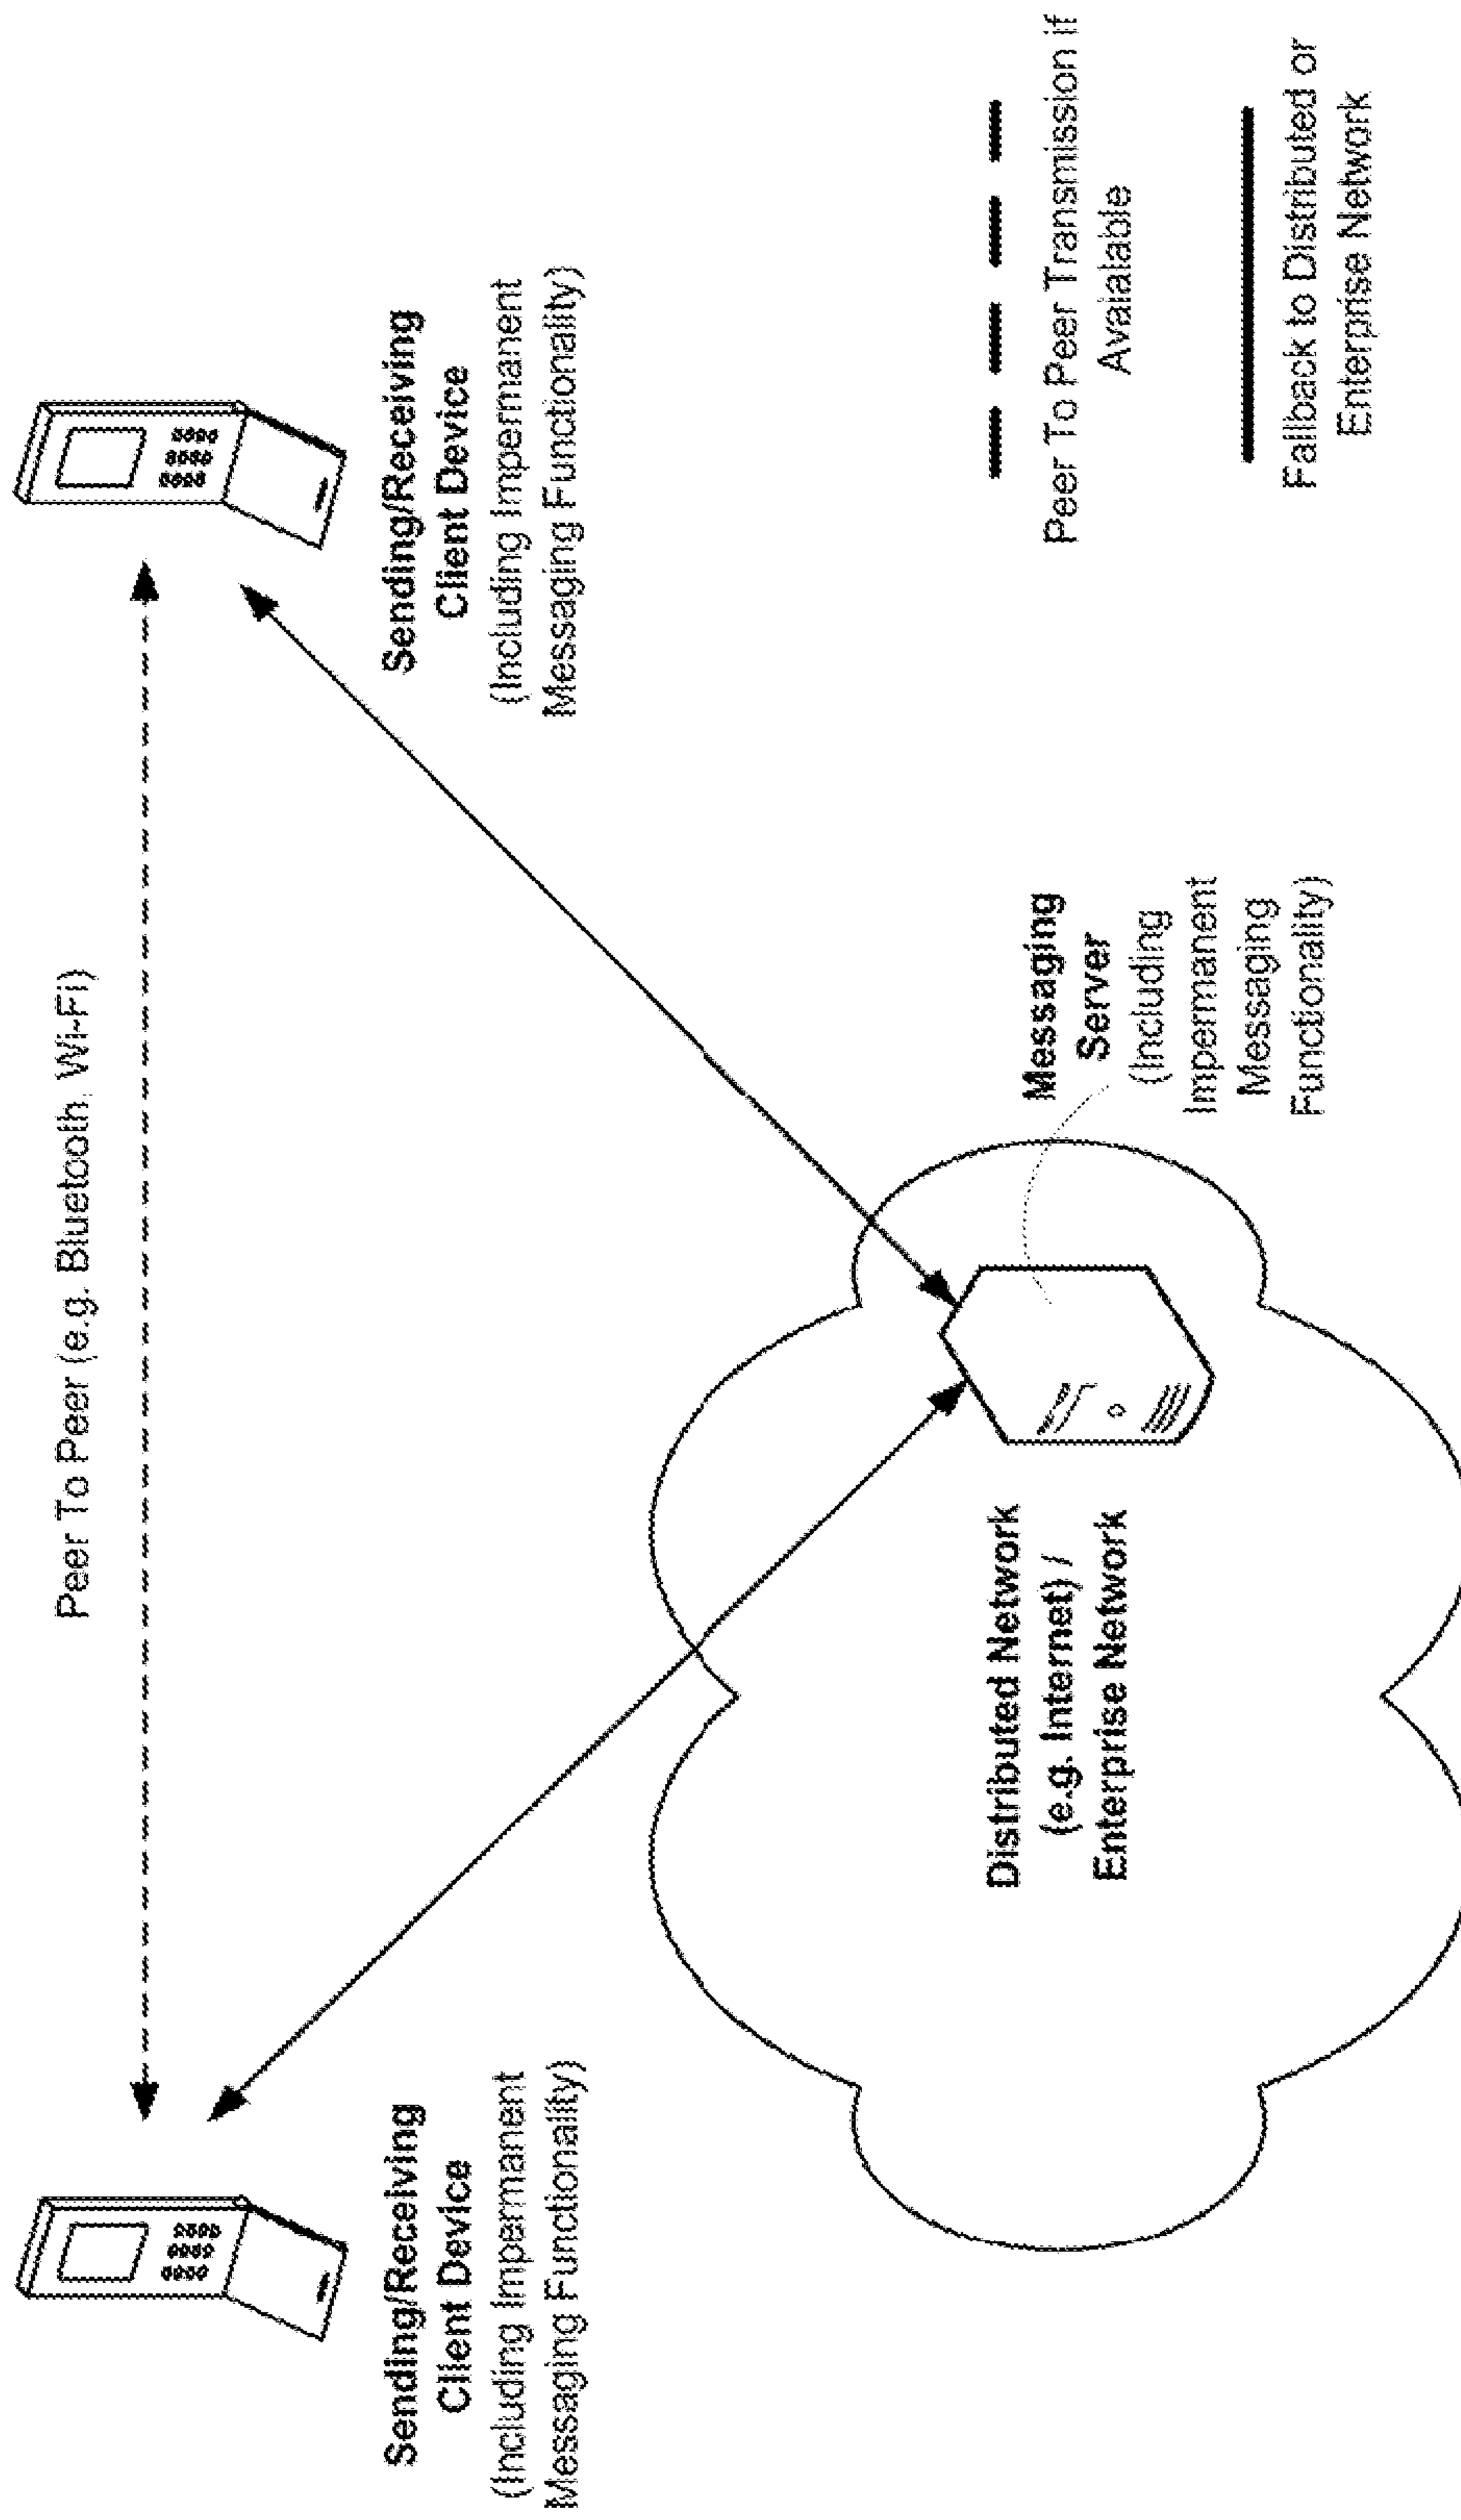 Peer To Peer (e.g. Bluetooth, Wi-Fi)
Sending/Receiving
Client Device
(Including Impermanent
Messaging Functionality)
Sending/Receiving
Client Device
(Including Impermanent
Messaging Functionality)
Distributed Network
(e.g. Internet) /
Enterprise Network
Messaging
Server
(Including
Impermanent
Messaging
Functionality)
Peer To Peer Transmission if
Avaialable
Fallback to Distributed or
Enterprise Network